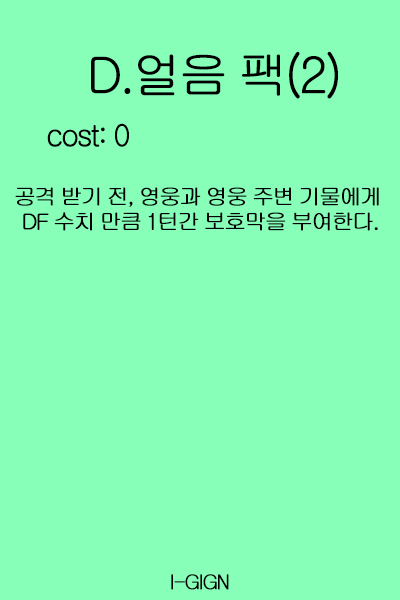 D.얼음 팩(2)
cost: 0
공격 받기 전, 영웅과 영웅 주변 기물에게
DF 수치 만큼 1턴간 보호막을 부여한다.
I-GIGN